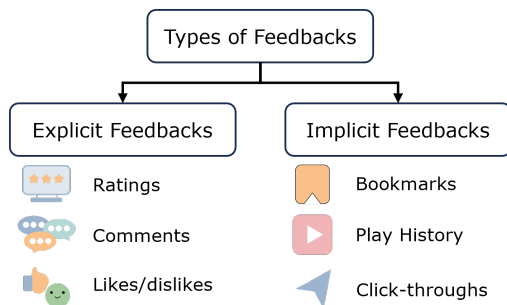 Types of Feedbacks
Explicit Feedbacks
Implicit Feedbacks
Ratings
Bookmarks
Comments
Play History
Likes/dislikes
Click-throughs